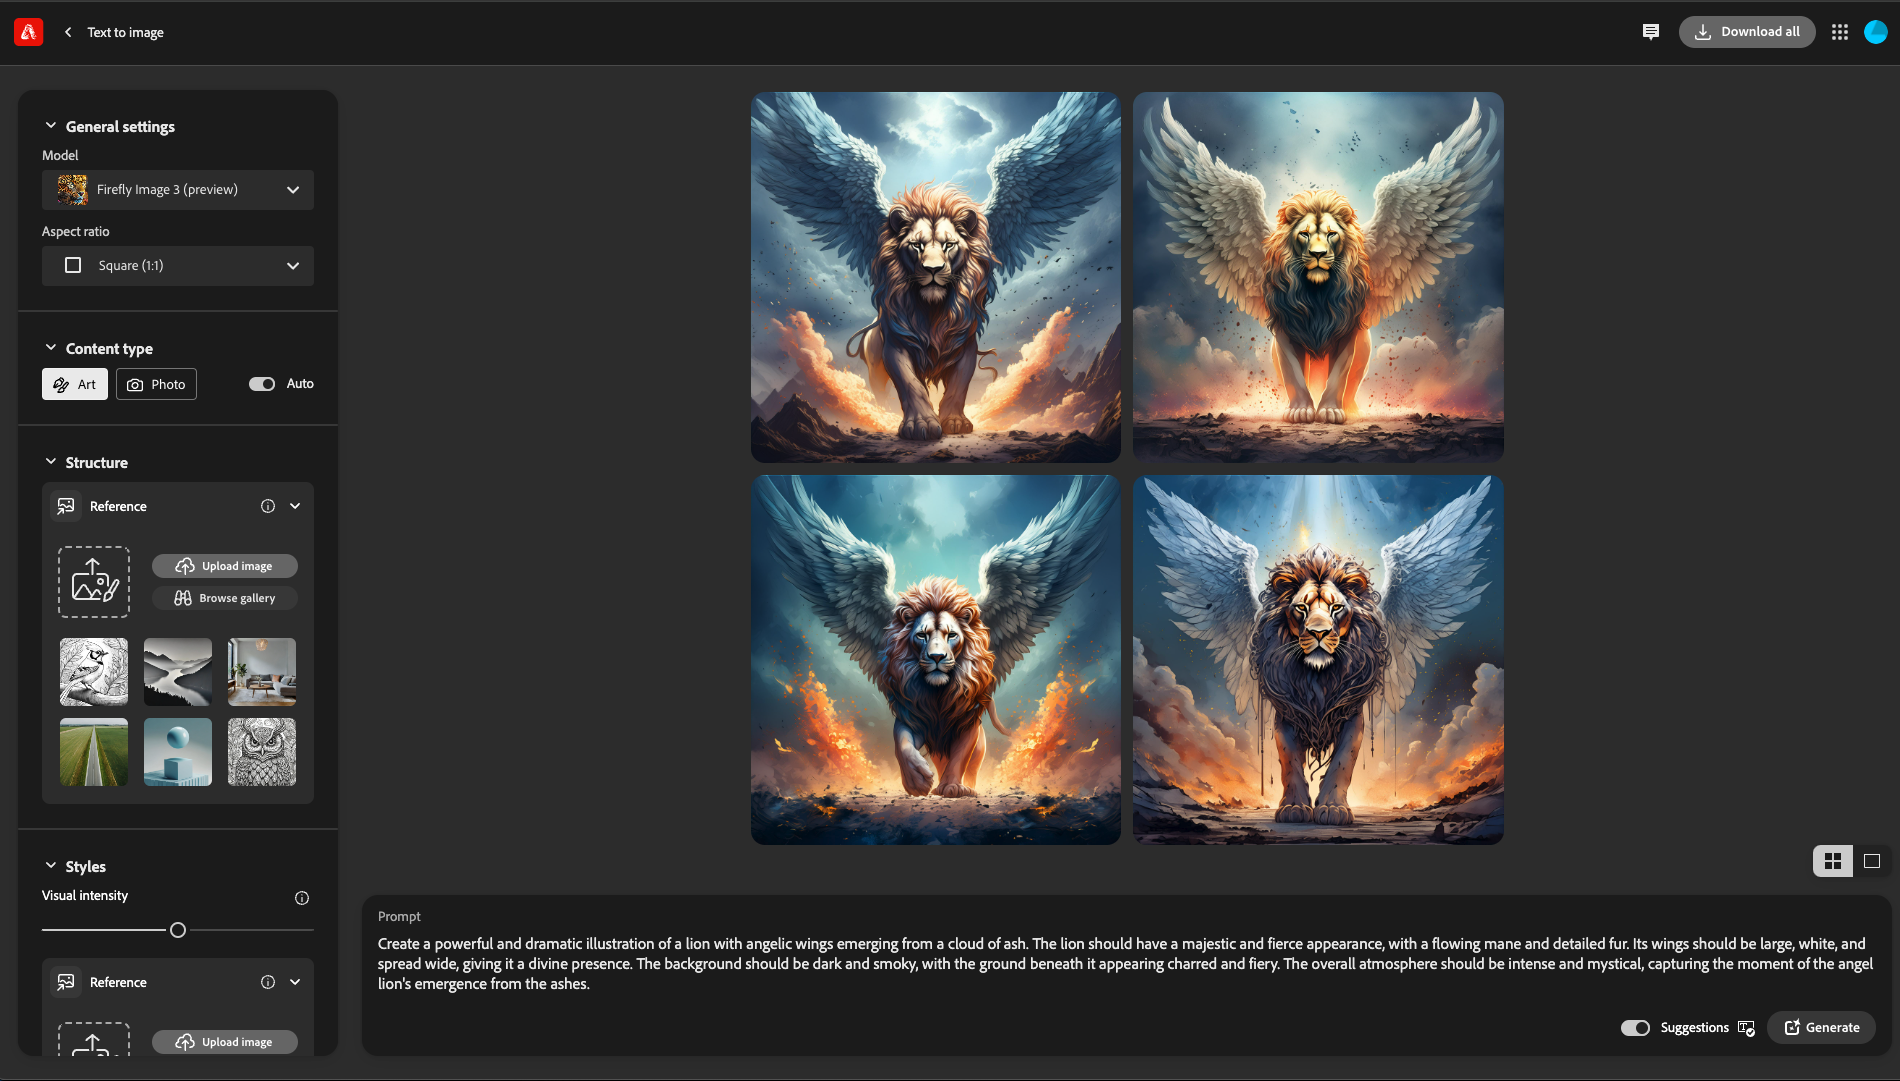 Text to image
Download all
General settings
Model
Firefly Image 3 (preview)
Aspect ratio
Square (1:1)
Content type
Art
Photo
Auto
Structure
Reference
Upload image
Browse gallery
Styles
Visual intensity
Reference
Upload image
Prompt
Create a powerful and dramatic illustration of a lion with angelic wings emerging from a cloud of ash. The lion should have a majestic and fierce appearance, with a flowing mane and detailed fur. Its wings should be large, white, and
spread wide, giving it a divine presence. The background should be dark and smoky, with the ground beneath it appearing charred and fiery. The overall atmosphere should be intense and mystical, capturing the moment of the angel
lion's emergence from the ashes.
Suggestions
Generate